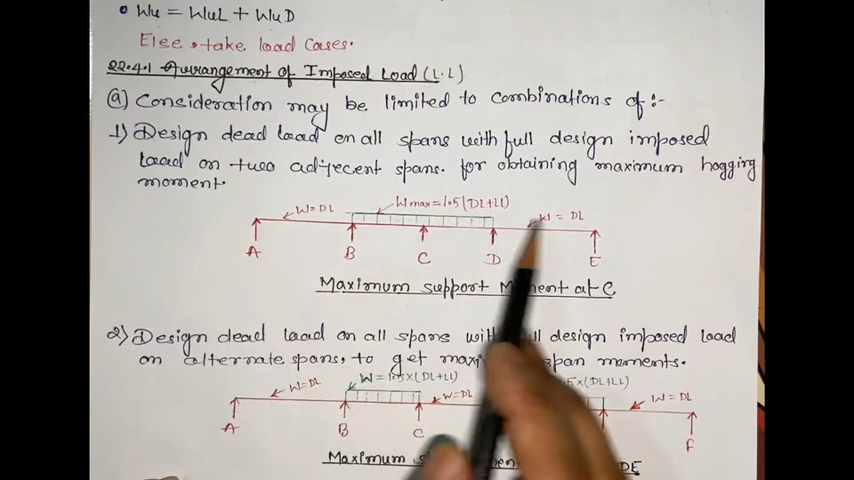 • Wu = WuL + WuD
Else, take load cases.
22.4.1 Arrangement of Imposed Load (L.L)
(a) Consideration may be limited to combinations of :-
1) Design dead load on all spans with full design imposed
load on two adjecent spans. for obtaining maximum hogging
moment.
W=DL Wmax=1.5(DL+LL) W = DL
A B C D E
Maximum support Moment at C
2) Design dead load on all spans design imposed load
on alternate spans, to get span moments.
W=DL W=1.5×(DL+LL) W=DL ×(DL+LL) W=DL
A B C F
Maximum DE